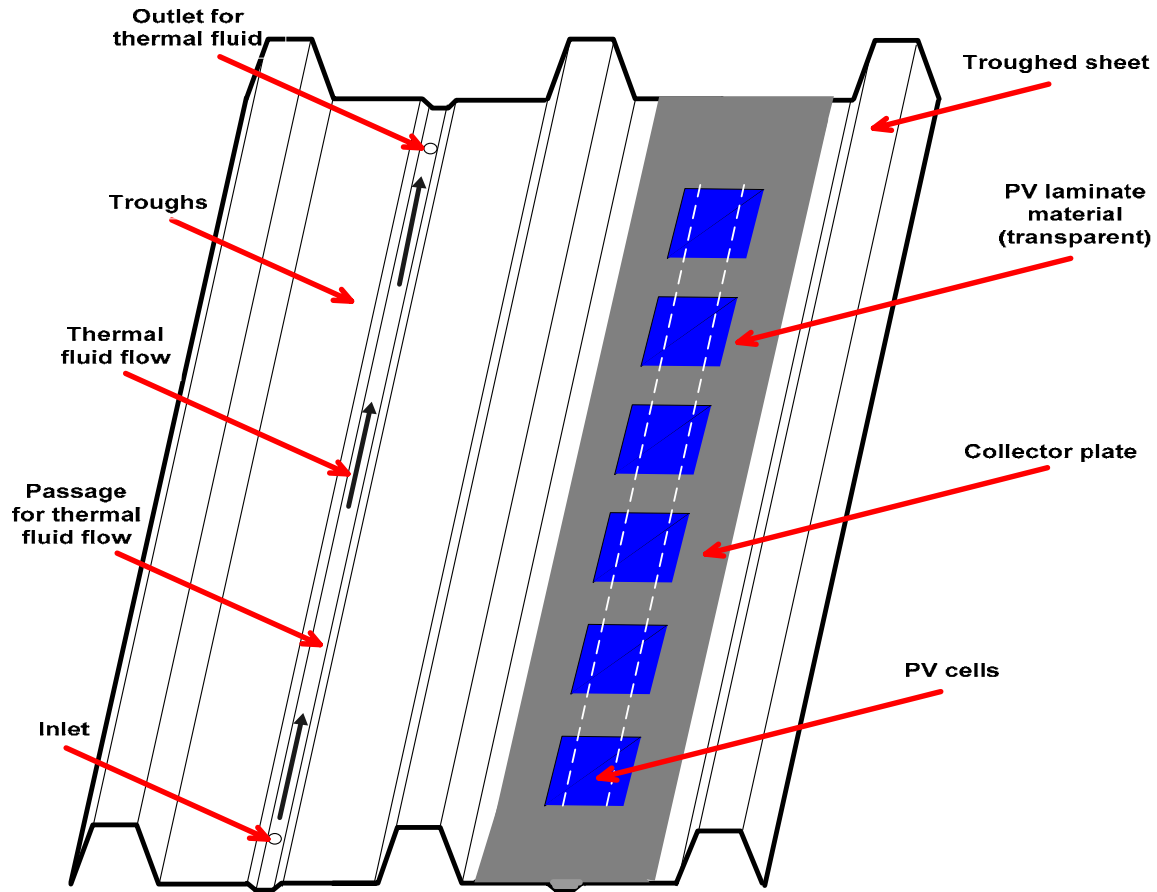 Outlet for
thermal fluid
Troughed sheet
Troughs
PV laminate
material
(transparent)
Thermal
fluid flow
Collector plate
Passage
for thermal
fluid flow
PV cells
Inlet